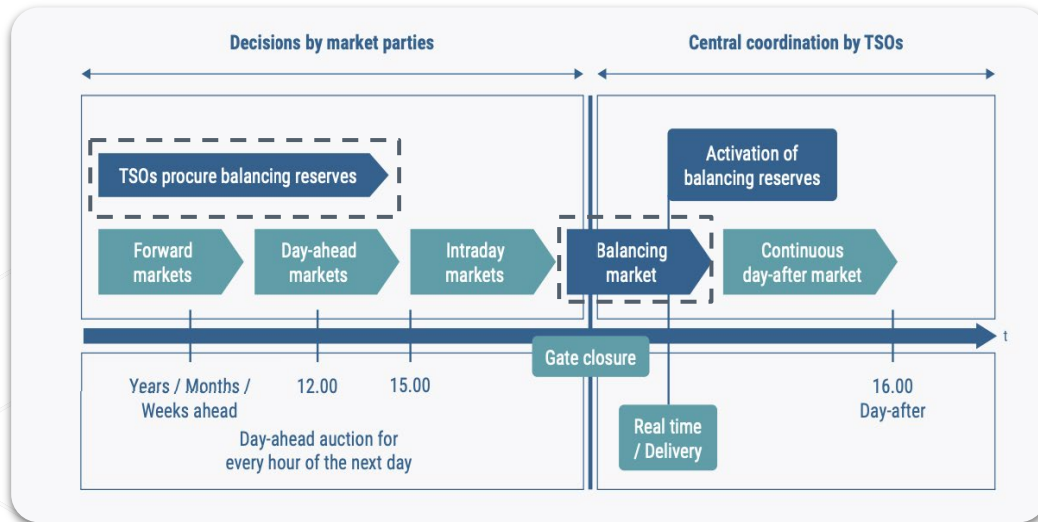 Decisions by market parties
Central coordination by TSOs
TSOs procure balancing reserves
Activation of
balancing reserves
Forward
markets
Day-ahead
markets
Intraday
markets
Balancing
market
Continuous
day-after market
t
Gate closure
Years / Months /
Weeks ahead
12.00
15.00
16.00
Day-after
Day-ahead auction for
every hour of the next day
Real time
/ Delivery